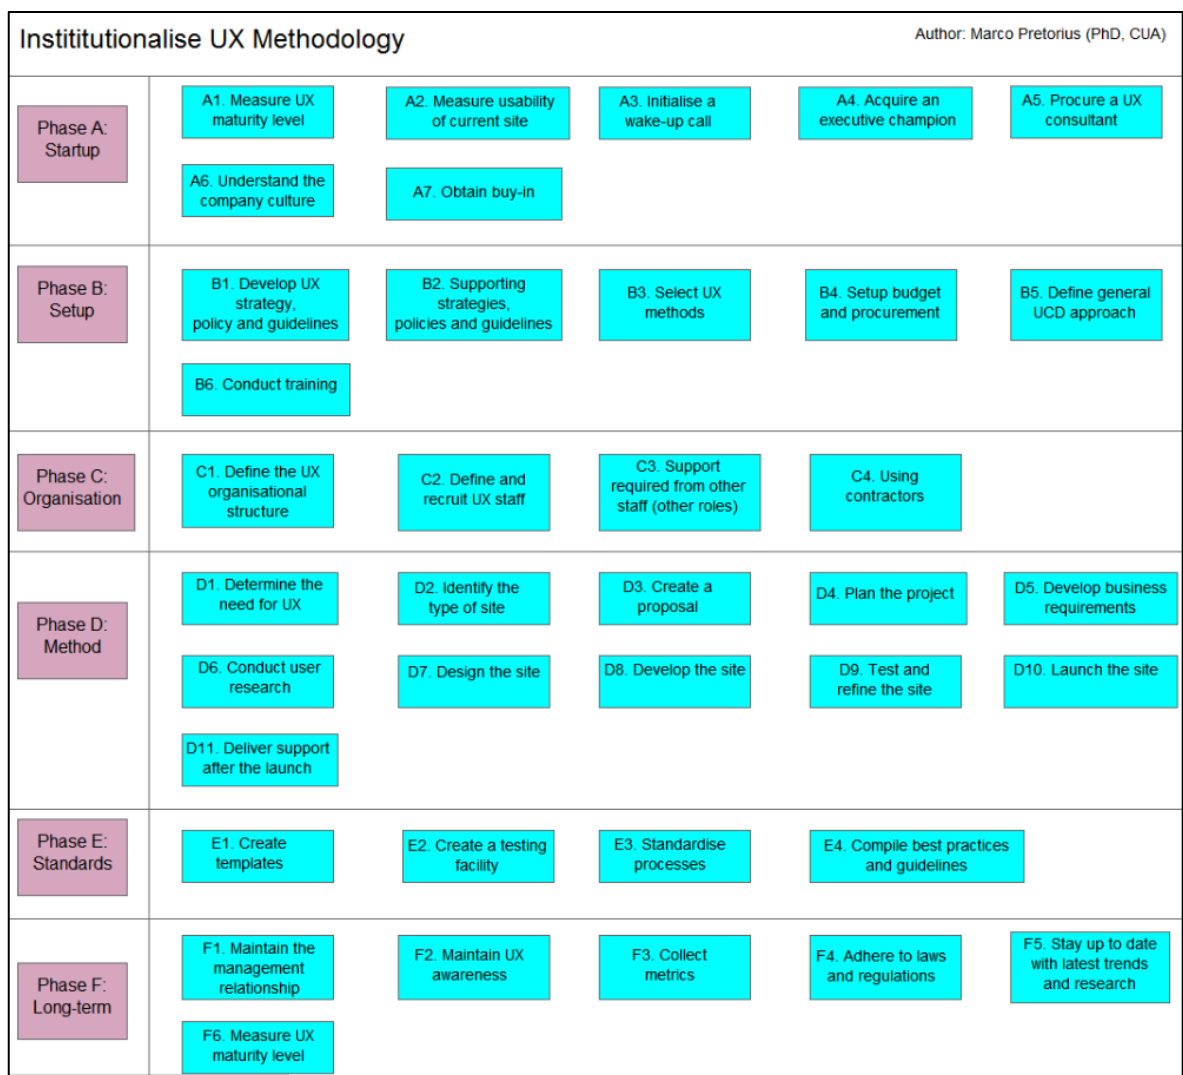 Instititutionalise UX Methodology
Author: Marco Pretorius (PhD, CUA)
Phase A:
Startup
A1. Measure UX
maturity level
A2. Measure usability
of current site
A3. Initialise a
wake-up call
A4. Acquire an
executive champion
A5. Procure a UX
consultant
A6. Understand the
company culture
A7. Obtain buy-in
Phase B:
Setup
B1. Develop UX
strategy,
policy and guidelines
B2. Supporting
strategies,
policies and guidelines
B3. Select UX
methods
B4. Setup budget
and procurement
B5. Define general
UCD approach
B6. Conduct training
Phase C:
Organisation
C1. Define the UX
organisational
structure
C2. Define and
recruit UX staff
C3. Support
required from other
staff (other roles)
C4. Using
contractors
Phase D:
Method
D1. Determine the
need for UX
D2. Identify the
type of site
D3. Create a
proposal
D4. Plan the project
D5. Develop business
requirements
D6. Conduct user
research
D7. Design the site
D8. Develop the site
D9. Test and
refine the site
D10. Launch the site
D11. Deliver support
after the launch
Phase E:
Standards
E1. Create
templates
E2. Create a testing
facility
E3. Standardise
processes
E4. Compile best practices
and guidelines
Phase F:
Long-term
F1. Maintain the
management
relationship
F2. Maintain UX
awareness
F3. Collect
metrics
F4. Adhere to laws
and regulations
F5. Stay up to date
with latest trends
and research
F6. Measure UX
maturity level